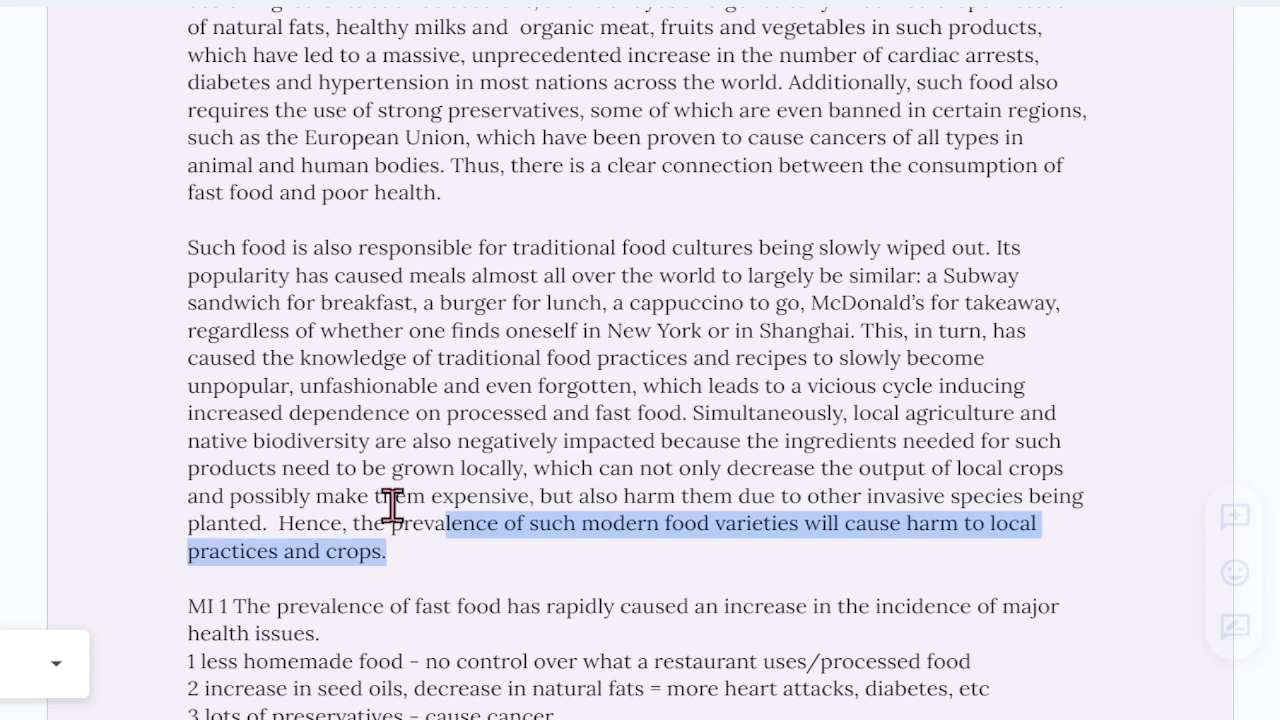 of natural fats, healthy milks and  organic meat, fruits and vegetables in such products,
which have led to a massive, unprecedented increase in the number of cardiac arrests,
diabetes and hypertension in most nations across the world. Additionally, such food also
requires the use of strong preservatives, some of which are even banned in certain regions,
such as the European Union, which have been proven to cause cancers of all types in
animal and human bodies. Thus, there is a clear connection between the consumption of
fast food and poor health.
Such food is also responsible for traditional food cultures being slowly wiped out. Its
popularity has caused meals almost all over the world to largely be similar: a Subway
sandwich for breakfast, a burger for lunch, a cappuccino to go, McDonald’s for takeaway,
regardless of whether one finds oneself in New York or in Shanghai. This, in turn, has
caused the knowledge of traditional food practices and recipes to slowly become
unpopular, unfashionable and even forgotten, which leads to a vicious cycle inducing
increased dependence on processed and fast food. Simultaneously, local agriculture and
native biodiversity are also negatively impacted because the ingredients needed for such
products need to be grown locally, which can not only decrease the output of local crops
and possibly make them expensive, but also harm them due to other invasive species being
planted.  Hence, the prevalence of such modern food varieties will cause harm to local
practices and crops.
MI 1 The prevalence of fast food has rapidly caused an increase in the incidence of major
health issues.
1 less homemade food - no control over what a restaurant uses/processed food
2 increase in seed oils, decrease in natural fats = more heart attacks, diabetes, etc
3 lots of preservatives - cause cancer